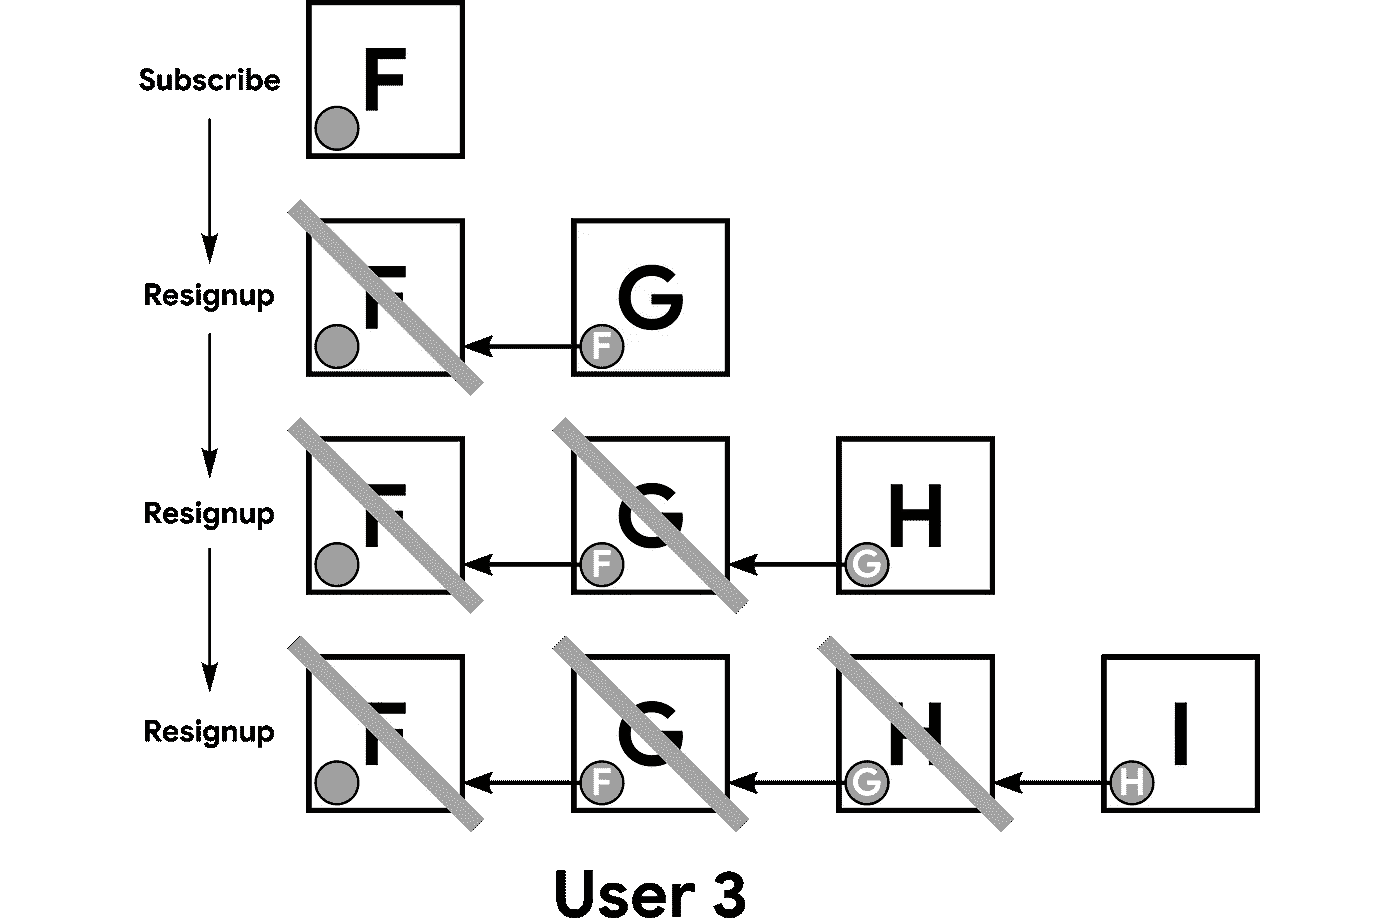 Subscribe F
Resignup F F G
Resignup F F G G H
Resignup F F G G H H I
User 3